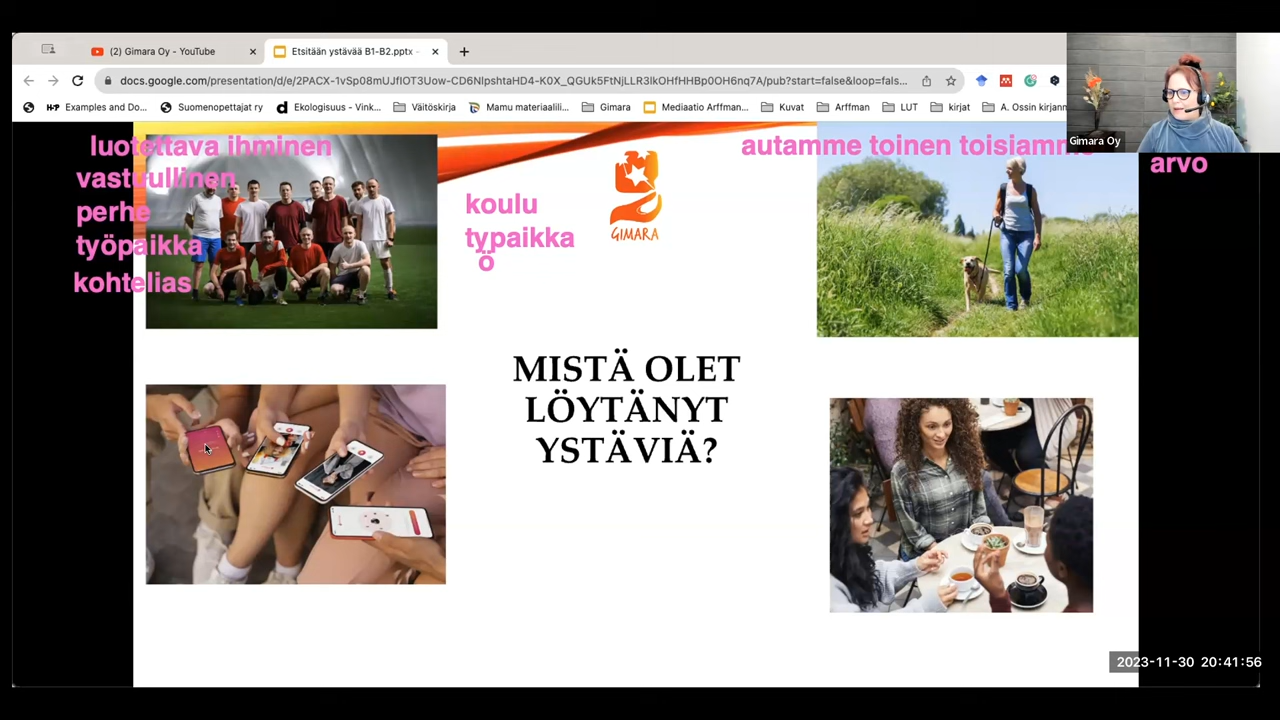 (2) Gimara Oy - YouTube
Etsitään ystävää B1-B2.pptx -
docs.google.com/presentation/d/e/2PACX-1vSp08mUJfIOT3Uow-CD6NlpshtaHD4-K0X_QGUk5FtNjLLR3lkOHfHHBp0OH6nq7A/pub?start=false&loop=fals...
Examples and Do...
Suomenopettajat ry
Ekologisuus - Vink...
Väitöskirja
Mamu materiaalili...
Gimara
Mediaatio Arffman...
Kuvat
Arffman
LUT
kirjat
A. Ossin kirjann
Gimara Oy
luotettava ihminen
vastuullinen
perhe
työpaikka
kohtelias
koulu
typaikka
ö
GIMARA
autamme toinen toisiamme
arvo
MISTÄ OLET
LÖYTÄNYT
YSTÄVIÄ?
2023-11-30 20:41:56